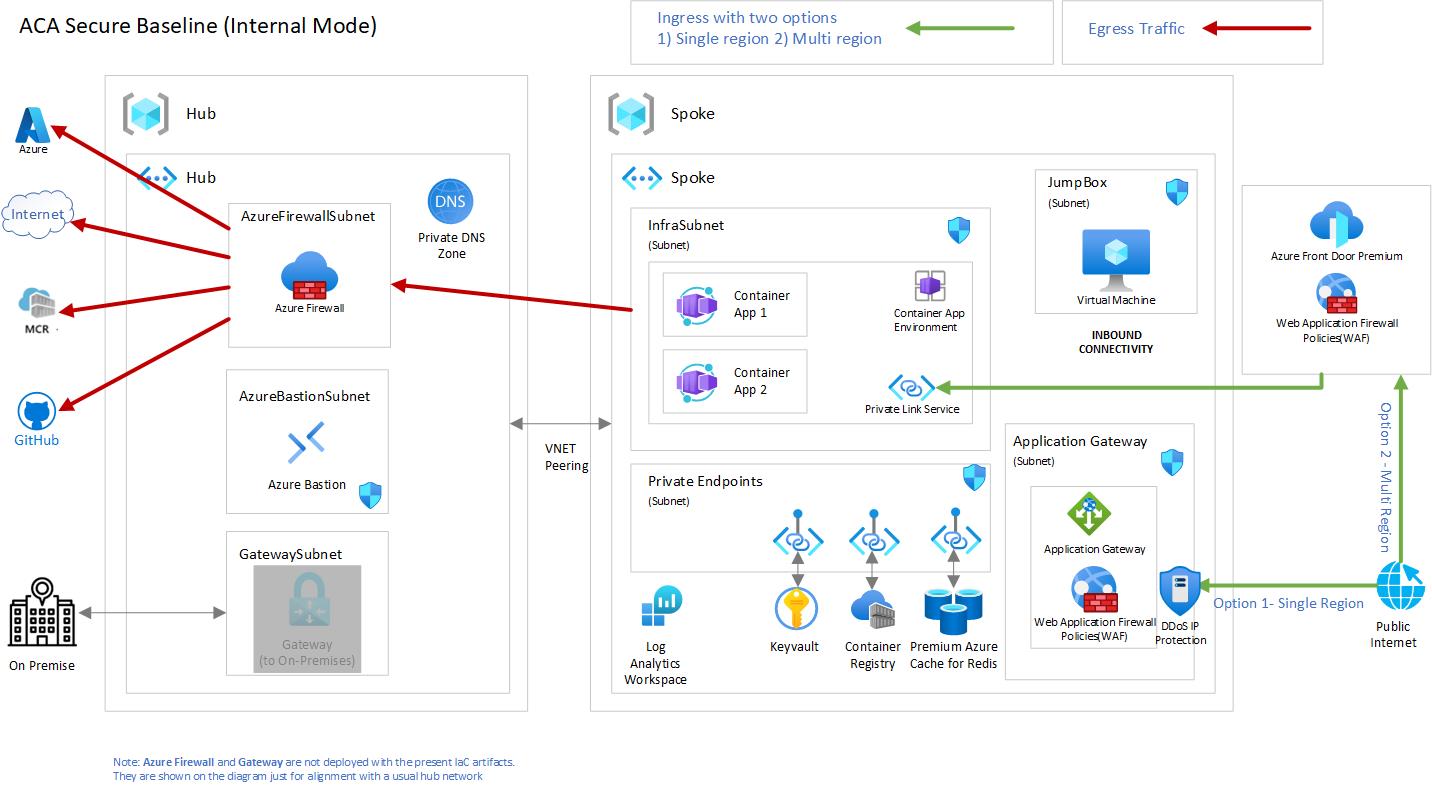 ACA Secure Baseline (Internal Mode)
Ingress with two options
1) Single region 2) Multi region
Egress Traffic
Azure
Internet
MCR
GitHub
On Premise
Hub
Hub
AzureFirewallSubnet
Azure Firewall
DNS
Private DNS
Zone
AzureBastionSubnet
Azure Bastion
GatewaySubnet
Gateway
(to On-Premises)
VNET
Peering
Spoke
Spoke
InfraSubnet
(Subnet)
Container
App 1
Container
App 2
Container App
Environment
Private Link Service
JumpBox
(Subnet)
Virtual Machine
INBOUND
CONNECTIVITY
Private Endpoints
(Subnet)
Log
Analytics
Workspace
Keyvault
Container
Registry
Premium Azure
Cache for Redis
Application Gateway
(Subnet)
Application Gateway
Web Application Firewall
Policies(WAF)
DDoS IP
Protection
Azure Front Door Premium
Web Application Firewall
Policies(WAF)
Option 2 - Multi Region
Option 1- Single Region
Public
Internet
Note: Azure Firewall and Gateway are not deployed with the present IaC artifacts.
They are shown on the diagram just for alignment with a usual hub network